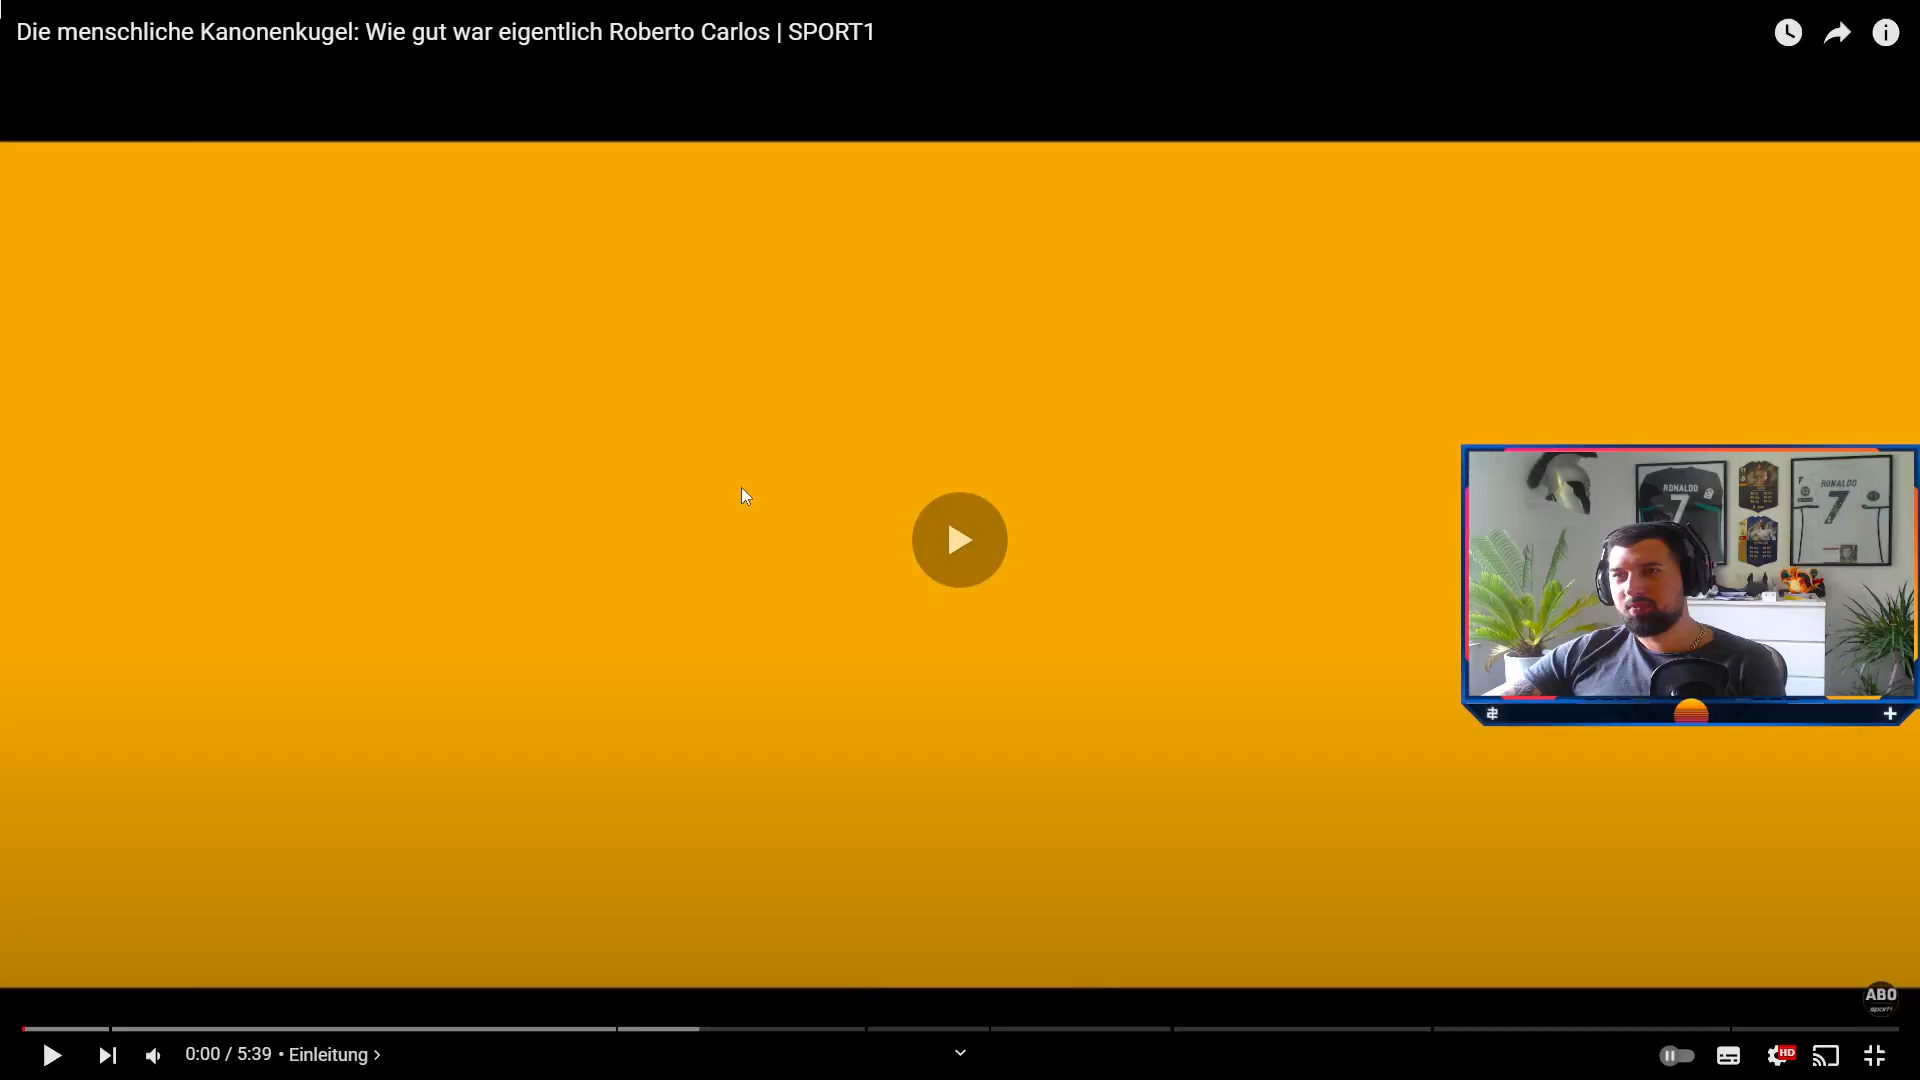 Die menschliche Kanonenkugel: Wie gut war eigentlich Roberto Carlos | SPORT1
RONALDO
7
RONALDO
7
ABO
sport1
0:00 / 5:39 • Einleitung
HD